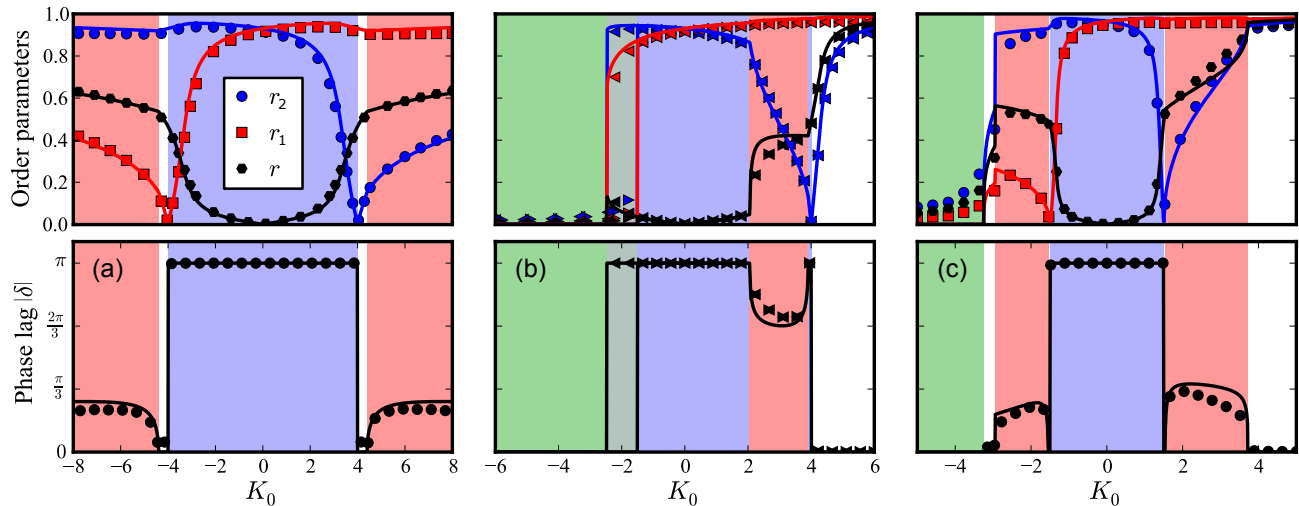 1.0
0.8
0.6
0.4
0.2
0.0
Order parameters
r₂
r₁
r
π
2π/3
π/3
0
Phase lag |δ|
(a)
(b)
(c)
−8 −6 −4 −2 0 2 4 6 8
−6 −4 −2 0 2 4 6
−4 −2 0 2 4
K₀
K₀
K₀